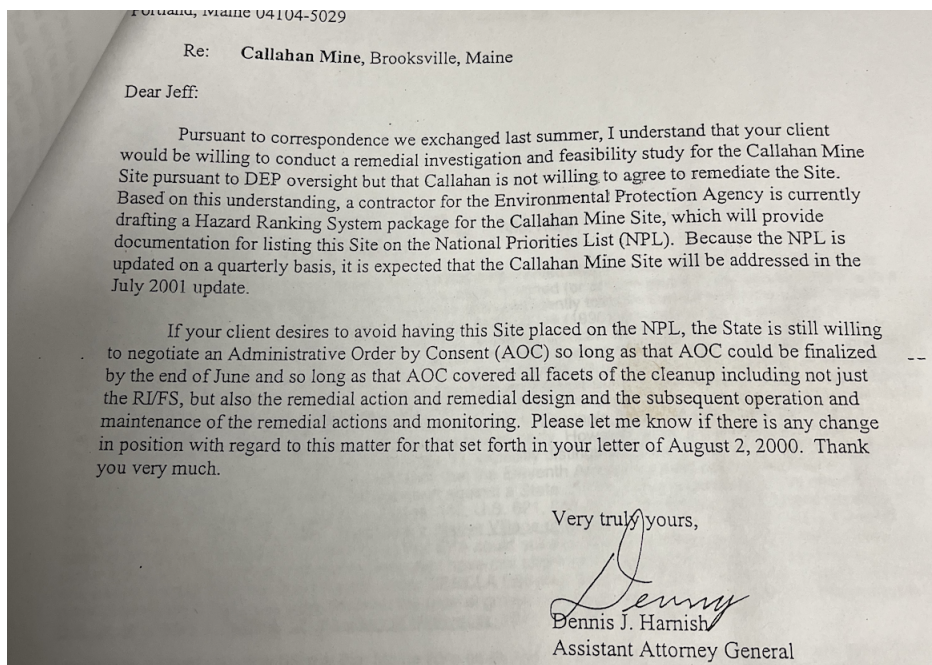 Portland, Maine 04104-5029
Re: Callahan Mine, Brooksville, Maine
Dear Jeff:
Pursuant to correspondence we exchanged last summer, I understand that your client
would be willing to conduct a remedial investigation and feasibility study for the Callahan Mine
Site pursuant to DEP oversight but that Callahan is not willing to agree to remediate the Site.
Based on this understanding, a contractor for the Environmental Protection Agency is currently
drafting a Hazard Ranking System package for the Callahan Mine Site, which will provide
documentation for listing this Site on the National Priorities List (NPL). Because the NPL is
updated on a quarterly basis, it is expected that the Callahan Mine Site will be addressed in the
July 2001 update.
If your client desires to avoid having this Site placed on the NPL, the State is still willing
to negotiate an Administrative Order by Consent (AOC) so long as that AOC could be finalized
by the end of June and so long as that AOC covered all facets of the cleanup including not just
the RI/FS, but also the remedial action and remedial design and the subsequent operation and
maintenance of the remedial actions and monitoring. Please let me know if there is any change
in position with regard to this matter for that set forth in your letter of August 2, 2000. Thank
you very much.
Very truly yours,
Denny
Dennis J. Harnish
Assistant Attorney General